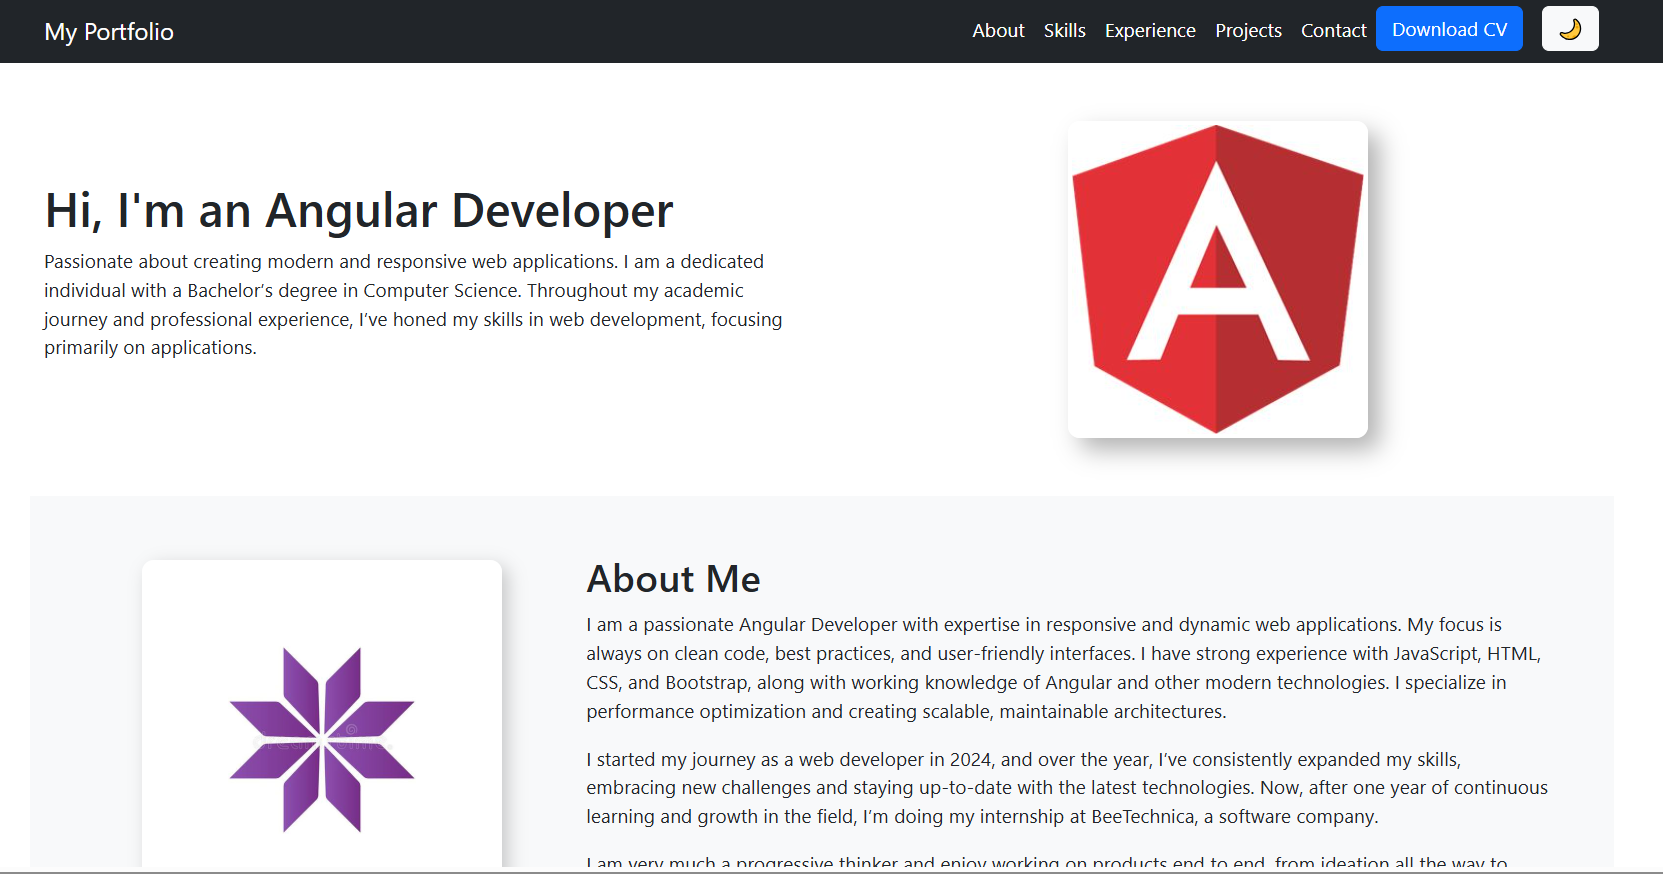 My Portfolio
About Skills Experience Projects Contact Download CV
Hi, I'm an Angular Developer
Passionate about creating modern and responsive web applications. I am a dedicated
individual with a Bachelor’s degree in Computer Science. Throughout my academic
journey and professional experience, I’ve honed my skills in web development, focusing
primarily on applications.
A
About Me
I am a passionate Angular Developer with expertise in responsive and dynamic web applications. My focus is
always on clean code, best practices, and user-friendly interfaces. I have strong experience with JavaScript, HTML,
CSS, and Bootstrap, along with working knowledge of Angular and other modern technologies. I specialize in
performance optimization and creating scalable, maintainable architectures.
I started my journey as a web developer in 2024, and over the year, I’ve consistently expanded my skills,
embracing new challenges and staying up-to-date with the latest technologies. Now, after one year of continuous
learning and growth in the field, I’m doing my internship at BeeTechnica, a software company.
I am very much a progressive thinker and enjoy working on products end to end, from ideation all the way to